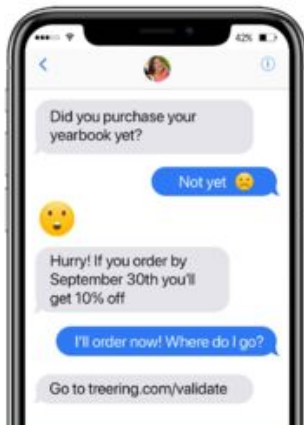 42%
Did you purchase your
yearbook yet?
Not yet
Hurry! If you order by
September 30th you'll
get 10% off
I'll order now! Where do I go?
Go to treering.com/validate